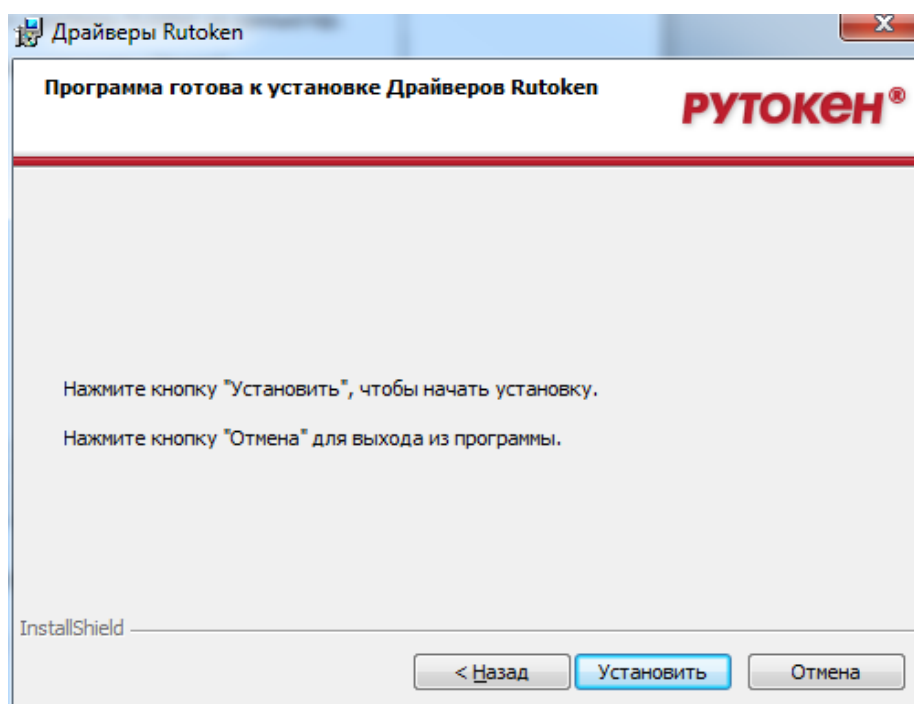 Драйверы Rutoken
x
Программа готова к установке Драйверов Rutoken
РУТОКЕН®
Нажмите кнопку "Установить", чтобы начать установку.
Нажмите кнопку "Отмена" для выхода из программы.
InstallShield
< Назад Установить Отмена